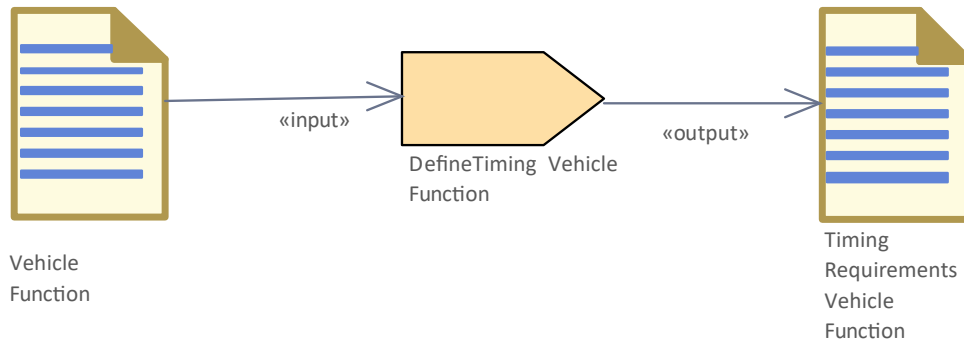 «input»
«output»
DefineTiming Vehicle
Function
Vehicle
Function
Timing
Requirements
Vehicle
Function